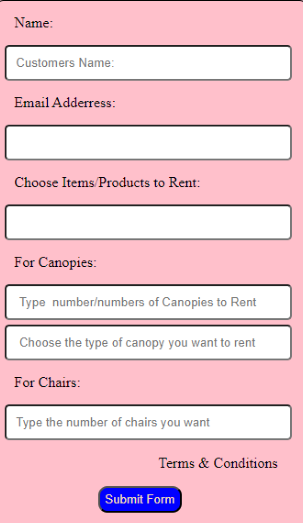 Name:
Customers Name:
Email Adderress:
Choose Items/Products to Rent:
For Canopies:
Type number/numbers of Canopies to Rent
Choose the type of canopy you want to rent
For Chairs:
Type the number of chairs you want
Terms & Conditions
Submit Form